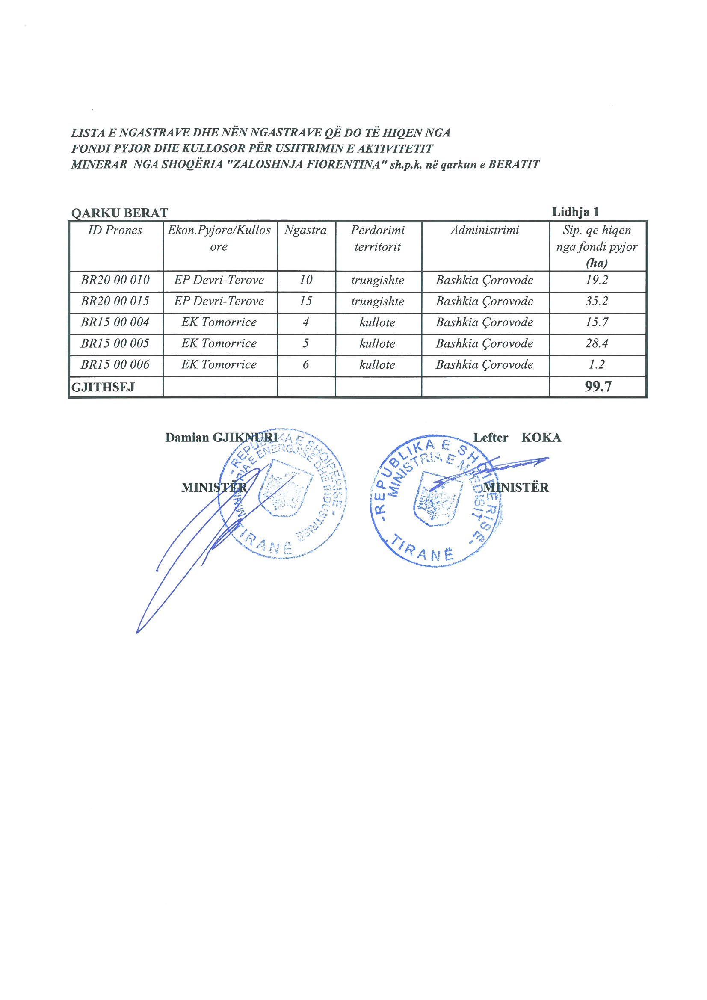 LISTA E NGASTRAVE DHE NËN NGASTRAVE QË DO TË HIQEN NGA
FONDI PYJOR DHE KULLOSOR PËR USHTRIMIN E AKTIVITETIT
MINERAR NGA SHOQËRIA "ZALOSHNJA FIORENTINA" sh.p.k. në qarkun e BERATIT
QARKU BERAT Lidhja 1
ID Prones Ekon.Pyjore/Kullos Ngastra Perdorimi Administrimi Sip. qe hiqen
ore territorit nga fondi pyjor
(ha)
BR20 00 010 EP Devri-Terove 10 trungishte Bashkia Çorovode 19.2
BR20 00 015 EP Devri-Terove 15 trungishte Bashkia Çorovode 35.2
BR15 00 004 EK Tomorrice 4 kullote Bashkia Çorovode 15.7
BR15 00 005 EK Tomorrice 5 kullote Bashkia Çorovode 28.4
BR15 00 006 EK Tomorrice 6 kullote Bashkia Çorovode 1.2
GJITHSEJ 99.7
Damian GJIKNURI Lefter KOKA
MINISTËR MINISTËR
-REPUBLIKA E SHQIPERISE-
MINISTRIA E ENERGJISË DHE INDUSTRISË
TIRANË
-REPUBLIKA E SHQIPËRISË-
MINISTRIA E MJEDISIT
TIRANË